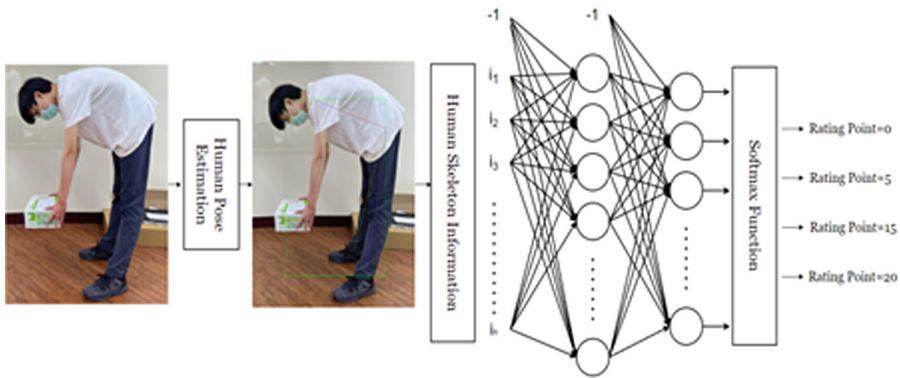 Human Pose
Estimation
Human Skeleton Information
-1
i1
i2
i3
-1
Softmax Function
Rating Point=0
Rating Point=5
Rating Point=15
Rating Point=20